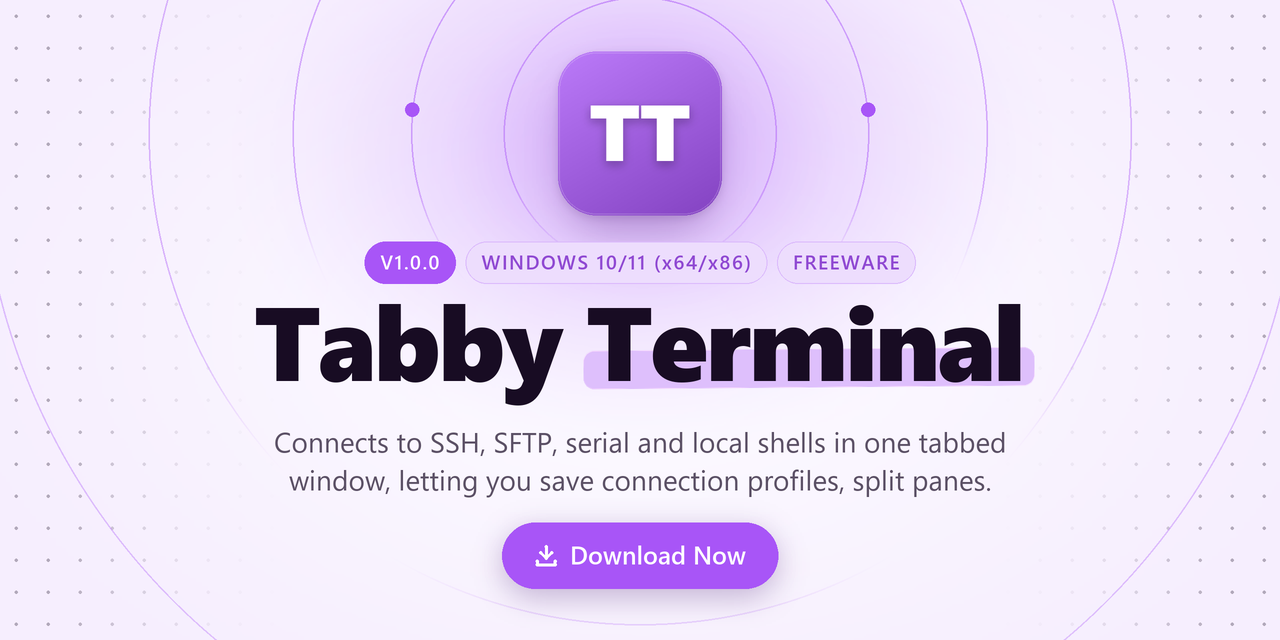 TT
V1.0.0
WINDOWS 10/11 (x64/x86)
FREEWARE
Tabby Terminal
Connects to SSH, SFTP, serial and local shells in one tabbed
window, letting you save connection profiles, split panes.
Download Now